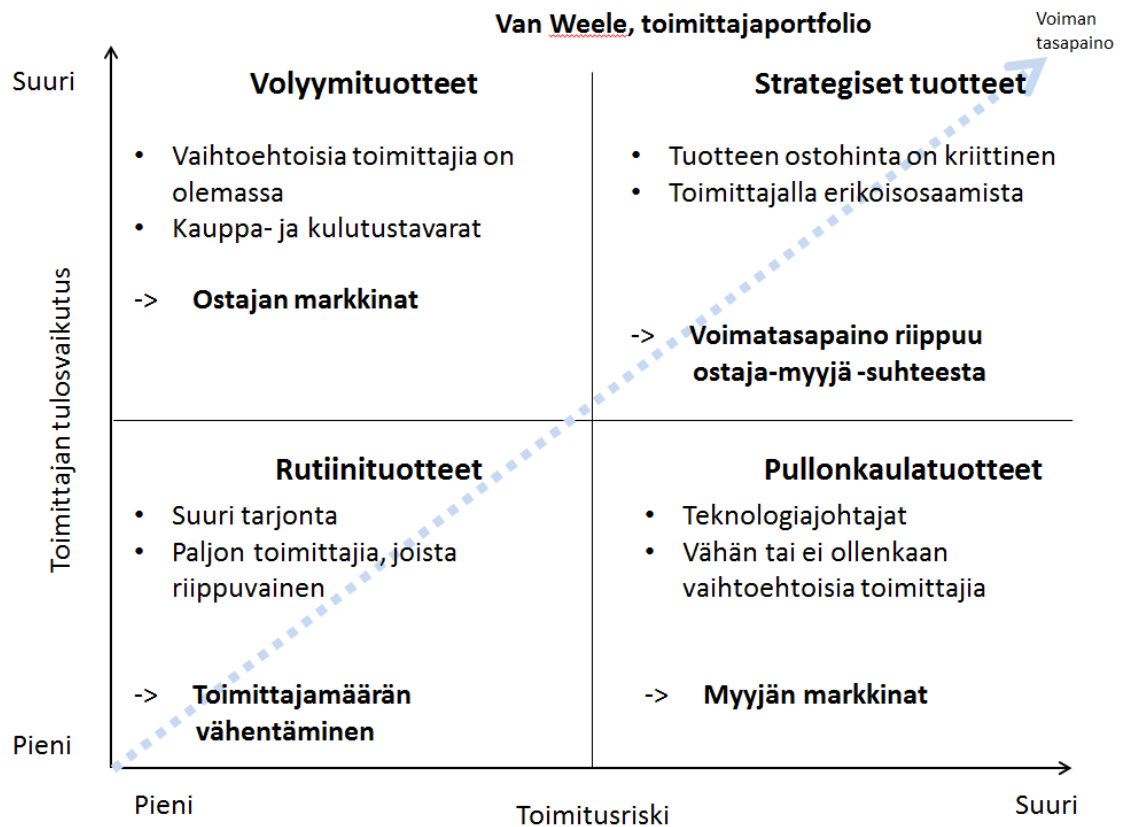 Van Weele, toimittajaportfolio
Voiman
tasapaino
Suuri
Volyymituotteet
• Vaihtoehtoisia toimittajia on
olemassa
• Kauppa- ja kulutustavarat
-> Ostajan markkinat
Strategiset tuotteet
• Tuotteen ostohinta on kriittinen
• Toimittajalla erikoisosaamista
-> Voimatasapaino riippuu
ostaja-myyjä -suhteesta
Toimittajan tulosvaikutus
Rutiinituotteet
• Suuri tarjonta
• Paljon toimittajia, joista
riippuvainen
-> Toimittajamäärän
vähentäminen
Pullonkaulatuotteet
• Teknologiajohtajat
• Vähän tai ei ollenkaan
vaihtoehtoisia toimittajia
-> Myyjän markkinat
Pieni
Pieni
Toimitusriski
Suuri